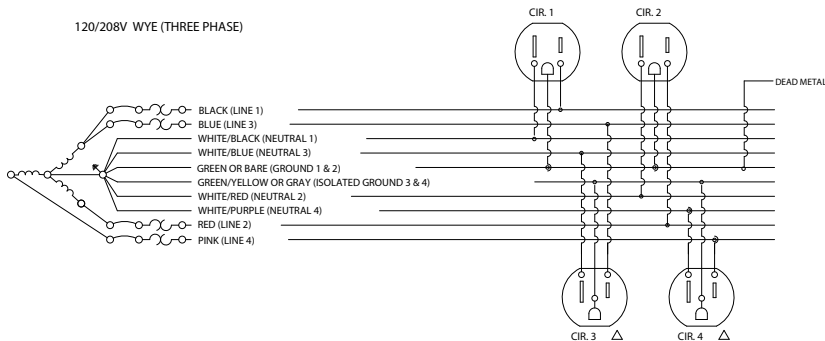 120/208V WYE (THREE PHASE)
CIR. 1
CIR. 2
DEAD METAL
BLACK (LINE 1)
BLUE (LINE 3)
WHITE/BLACK (NEUTRAL 1)
WHITE/BLUE (NEUTRAL 3)
GREEN OR BARE (GROUND 1 & 2)
GREEN/YELLOW OR GRAY (ISOLATED GROUND 3 & 4)
WHITE/RED (NEUTRAL 2)
WHITE/PURPLE (NEUTRAL 4)
RED (LINE 2)
PINK (LINE 4)
CIR. 3
CIR. 4